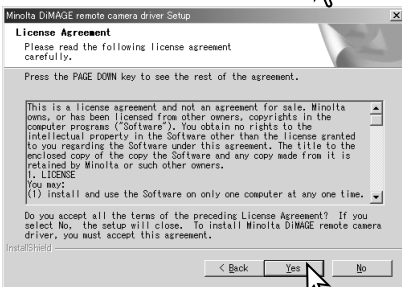 Minolta DiMAGE remote camera driver Setup
License Agreement
Please read the following license agreement
carefully.
Press the PAGE DOWN key to see the rest of the agreement.
This is a license agreement and not an agreement for sale. Minolta
owns, or has been licensed from other owners, copyrights in the
computer programs ("Software"). You obtain no rights to the
intellectual property in the Software other than the license granted
to you regarding the Software under this agreement. The title to the
enclosed copy of the copy the Software and any copy made from it is
retained by Minolta or such other owners.
1. LICENSE
You may:
(1) install and use the Software on only one computer at any one time.
Do you accept all the terms of the preceding License Agreement? If you
select No, the setup will close. To install Minolta DiMAGE remote camera
driver, you must accept this agreement.
InstallShield
< Back Yes No